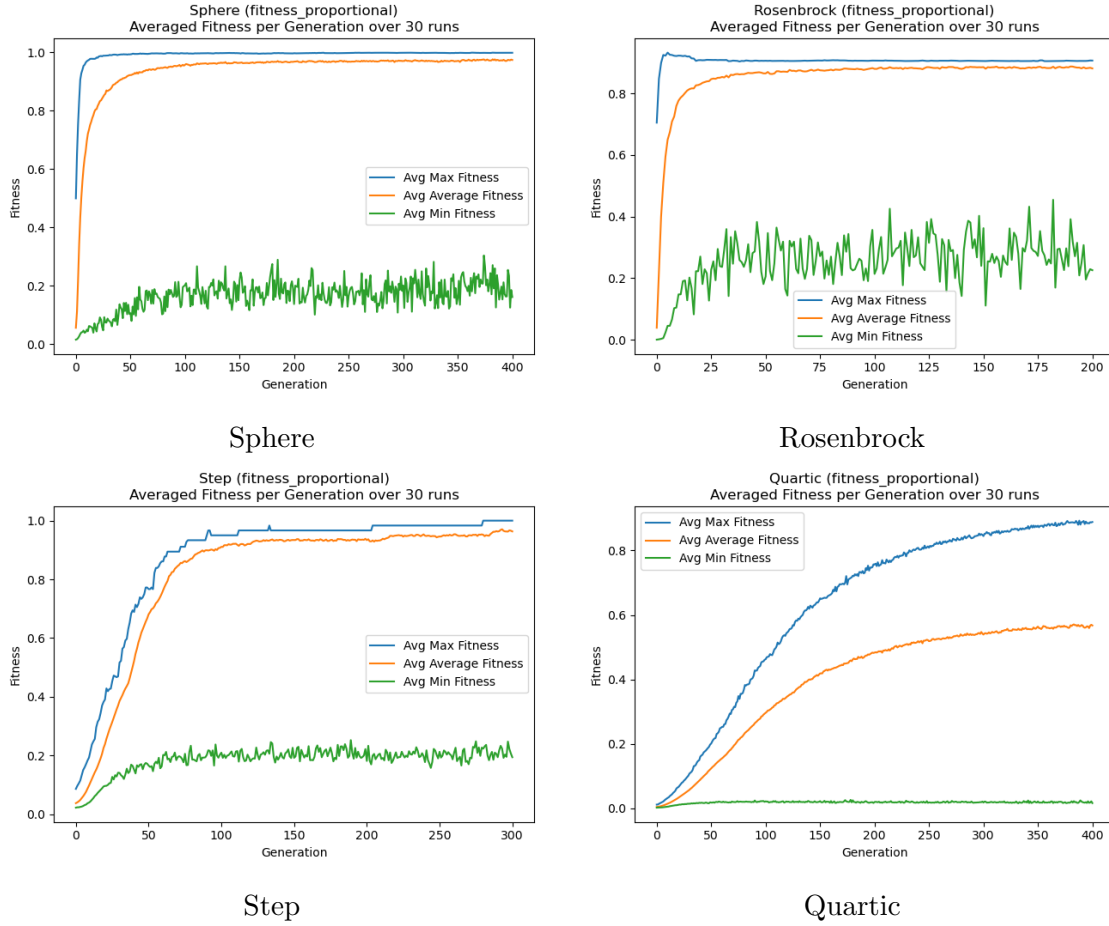 Sphere (fitness_proportional)
Averaged Fitness per Generation over 30 runs
1.0
0.8
0.6
0.4
0.2
0.0
Fitness
Avg Max Fitness
Avg Average Fitness
Avg Min Fitness
0 50 100 150 200 250 300 350 400
Generation
Sphere
Rosenbrock (fitness_proportional)
Averaged Fitness per Generation over 30 runs
0.8
0.6
0.4
0.2
0.0
Fitness
Avg Max Fitness
Avg Average Fitness
Avg Min Fitness
0 25 50 75 100 125 150 175 200
Generation
Rosenbrock
Step (fitness_proportional)
Averaged Fitness per Generation over 30 runs
1.0
0.8
0.6
0.4
0.2
0.0
Fitness
Avg Max Fitness
Avg Average Fitness
Avg Min Fitness
0 50 100 150 200 250 300
Generation
Step
Quartic (fitness_proportional)
Averaged Fitness per Generation over 30 runs
Avg Max Fitness
Avg Average Fitness
Avg Min Fitness
0.8
0.6
0.4
0.2
0.0
Fitness
0 50 100 150 200 250 300 350 400
Generation
Quartic